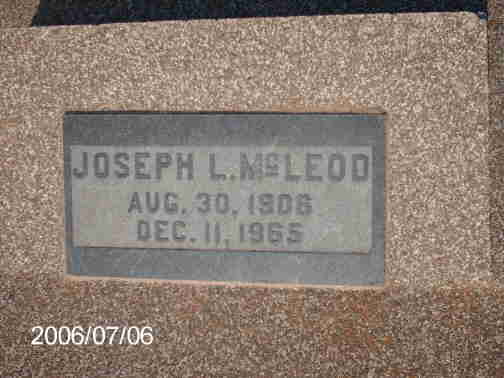 JOSEPH L. McLEOD
AUG. 30, 1906
DEC. 11, 1965
2006/07/06